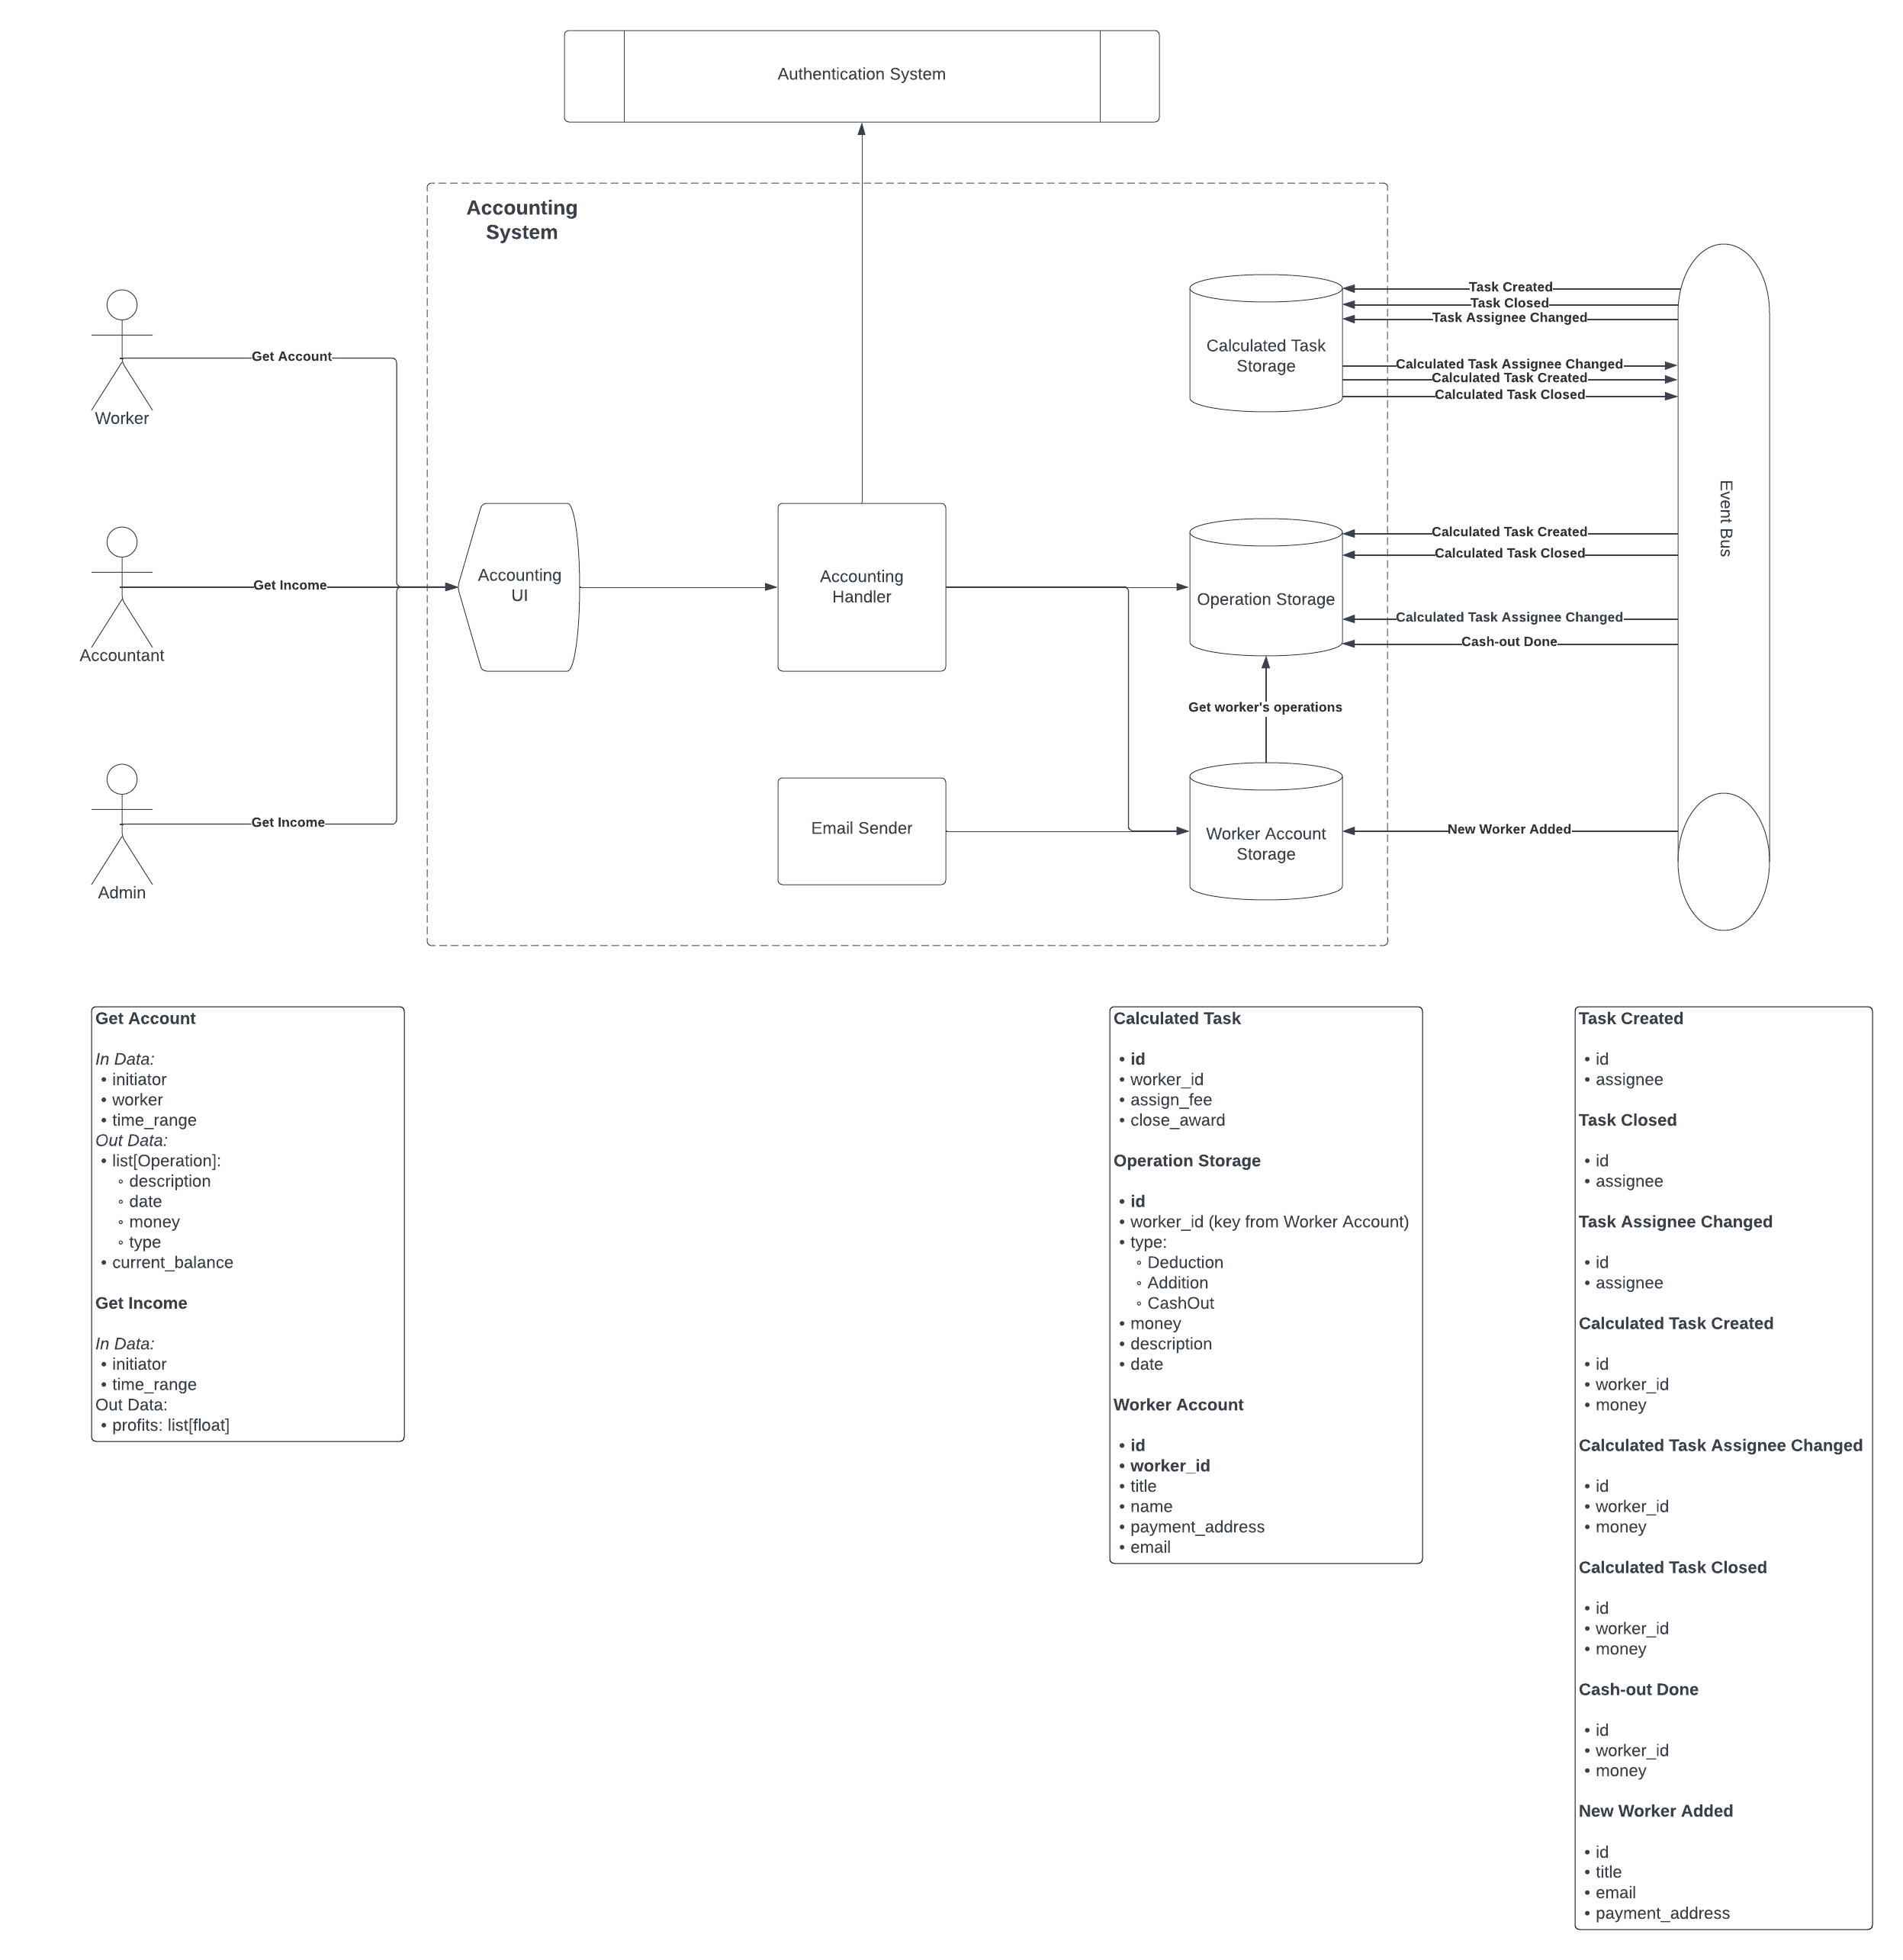 Authentication System
Accounting
System
Worker
Get Account
Accountant
Get Income
Admin
Get Income
Accounting
UI
Accounting
Handler
Email Sender
Calculated Task
Storage
Operation Storage
Get worker's operations
Worker Account
Storage
Task Created
Task Closed
Task Assignee Changed
Calculated Task Assignee Changed
Calculated Task Created
Calculated Task Closed
Calculated Task Created
Calculated Task Closed
Calculated Task Assignee Changed
Cash-out Done
New Worker Added
Event Bus
Get Account
In Data:
• initiator
• worker
• time_range
Out Data:
• list[Operation]:
◦ description
◦ date
◦ money
◦ type
• current_balance
Get Income
In Data:
• initiator
• time_range
Out Data:
• profits: list[float]
Calculated Task
• id
• worker_id
• assign_fee
• close_award
Operation Storage
• id
• worker_id (key from Worker Account)
• type:
◦ Deduction
◦ Addition
◦ CashOut
• money
• description
• date
Worker Account
• id
• worker_id
• title
• name
• payment_address
• email
Task Created
• id
• assignee
Task Closed
• id
• assignee
Task Assignee Changed
• id
• assignee
Calculated Task Created
• id
• worker_id
• money
Calculated Task Assignee Changed
• id
• worker_id
• money
Calculated Task Closed
• id
• worker_id
• money
Cash-out Done
• id
• worker_id
• money
New Worker Added
• id
• title
• email
• payment_address